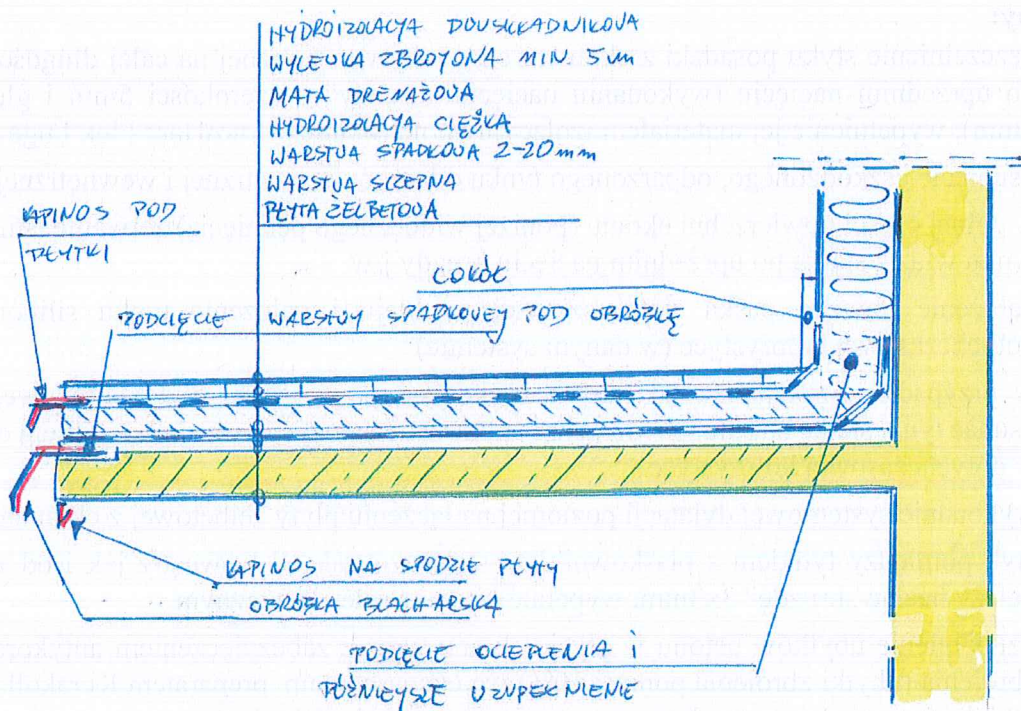 HYDROIZOLACJA DWUSKŁADNIKOWA
WYLEWKA ZBROJONA MIN 5cm
MATA DRENAŻOWA
HYDROIZOLACJA CIĘŻKA
WARSTWA SPADKOWA 2-20mm
WARSTWA SCZEPNA
PŁYTA ŻELBETOWA
KAPINOS POD
PŁYTKI
COKÓŁ
PODCIĘCIE WARSTWY SPADKOWEJ POD OBRÓBKĘ
KAPINOS NA SPODZIE PŁYTY
OBRÓBKA BLACHARSKA
PODCIĘCIE OCIEPLENIA I
PÓŹNIEJSZE UZUPEŁNIENIE